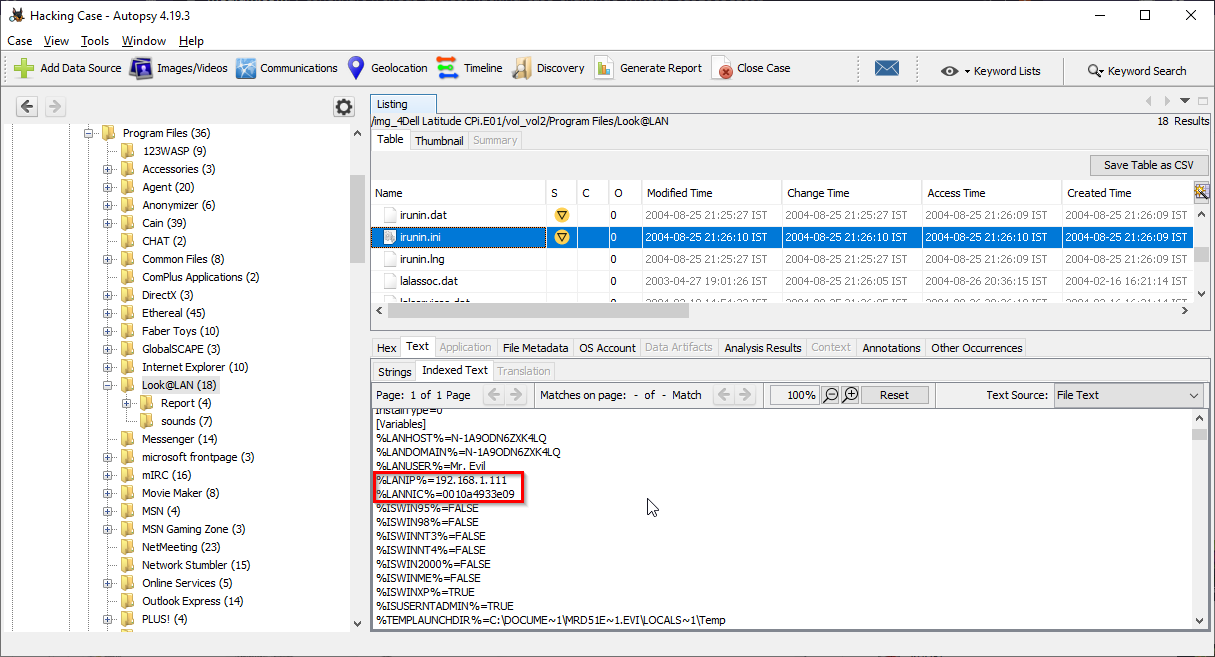 Hacking Case - Autopsy 4.19.3
Case View Tools Window Help
Add Data Source Images/Videos Communications Geolocation Timeline Discovery Generate Report Close Case Keyword Lists Keyword Search
Program Files (36)
123WASP (9)
Accessories (3)
Agent (20)
Anonymizer (6)
Cain (39)
CHAT (2)
Common Files (8)
ComPlus Applications (2)
DirectX (3)
Ethereal (45)
Faber Toys (10)
GlobalSCAPE (3)
Internet Explorer (10)
Look@LAN (18)
Report (4)
sounds (7)
Messenger (14)
microsoft frontpage (3)
mIRC (16)
Movie Maker (8)
MSN (4)
MSN Gaming Zone (3)
NetMeeting (23)
Network Stumbler (15)
Online Services (5)
Outlook Express (14)
PLUS! (4)
Listing
/img_4Dell Latitude CPi.E01/vol_vol2/Program Files/Look@LAN 18 Results
Table Thumbnail Summary
Save Table as CSV
Name S C O Modified Time Change Time Access Time Created Time
irunin.dat 0 2004-08-25 21:25:27 IST 2004-08-25 21:25:27 IST 2004-08-25 21:26:09 IST 2004-08-25 21:26:09 IST
irunin.ini 0 2004-08-25 21:26:10 IST 2004-08-25 21:26:10 IST 2004-08-25 21:26:10 IST 2004-08-25 21:26:09 IST
irunin.lng 0 2004-08-25 21:25:27 IST 2004-08-25 21:25:27 IST 2004-08-25 21:26:09 IST 2004-08-25 21:26:09 IST
lalassoc.dat 0 2003-04-27 19:01:26 IST 2004-08-25 21:26:05 IST 2004-08-26 20:36:15 IST 2004-02-16 16:21:14 IST
Hex Text Application File Metadata OS Account Data Artifacts Analysis Results Context Annotations Other Occurrences
Strings Indexed Text Translation
Page: 1 of 1 Page Matches on page: - of - Match 100% Reset Text Source: File Text
InstallType=0
[Variables]
%LANHOST%=N-1A9ODN6ZXK4LQ
%LANDOMAIN%=N-1A9ODN6ZXK4LQ
%LANUSER%=Mr. Evil
%LANIP%=192.168.1.111
%LANNIC%=0010a4933e09
%ISWIN95%=FALSE
%ISWIN98%=FALSE
%ISWINNT3%=FALSE
%ISWINNT4%=FALSE
%ISWIN2000%=FALSE
%ISWINME%=FALSE
%ISWINXP%=TRUE
%ISUSERNTADMIN%=TRUE
%TEMPLAUNCHDIR%=C:\DOCUME~1\MRD51E~1.EVI\LOCALS~1\Temp